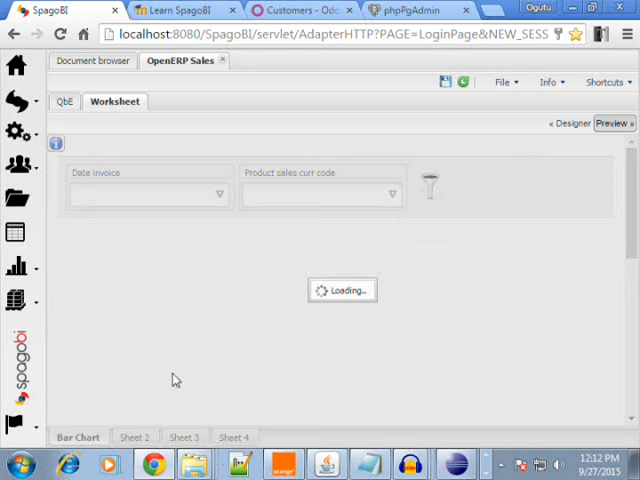 SpagoBI
Learn SpagoBI
Customers - Odo
phpPgAdmin
Ogutu
localhost:8080/SpagoBI/servlet/AdapterHTTP?PAGE=LoginPage&NEW_SESS
Document browser
OpenERP Sales
File
Info
Shortcuts
QbE
Worksheet
« Designer
Preview »
Date invoice
Product sales curr code
Loading..
spagobi
Bar Chart
Sheet 2
Sheet 3
Sheet 4
orange
12:12 PM
9/27/2015